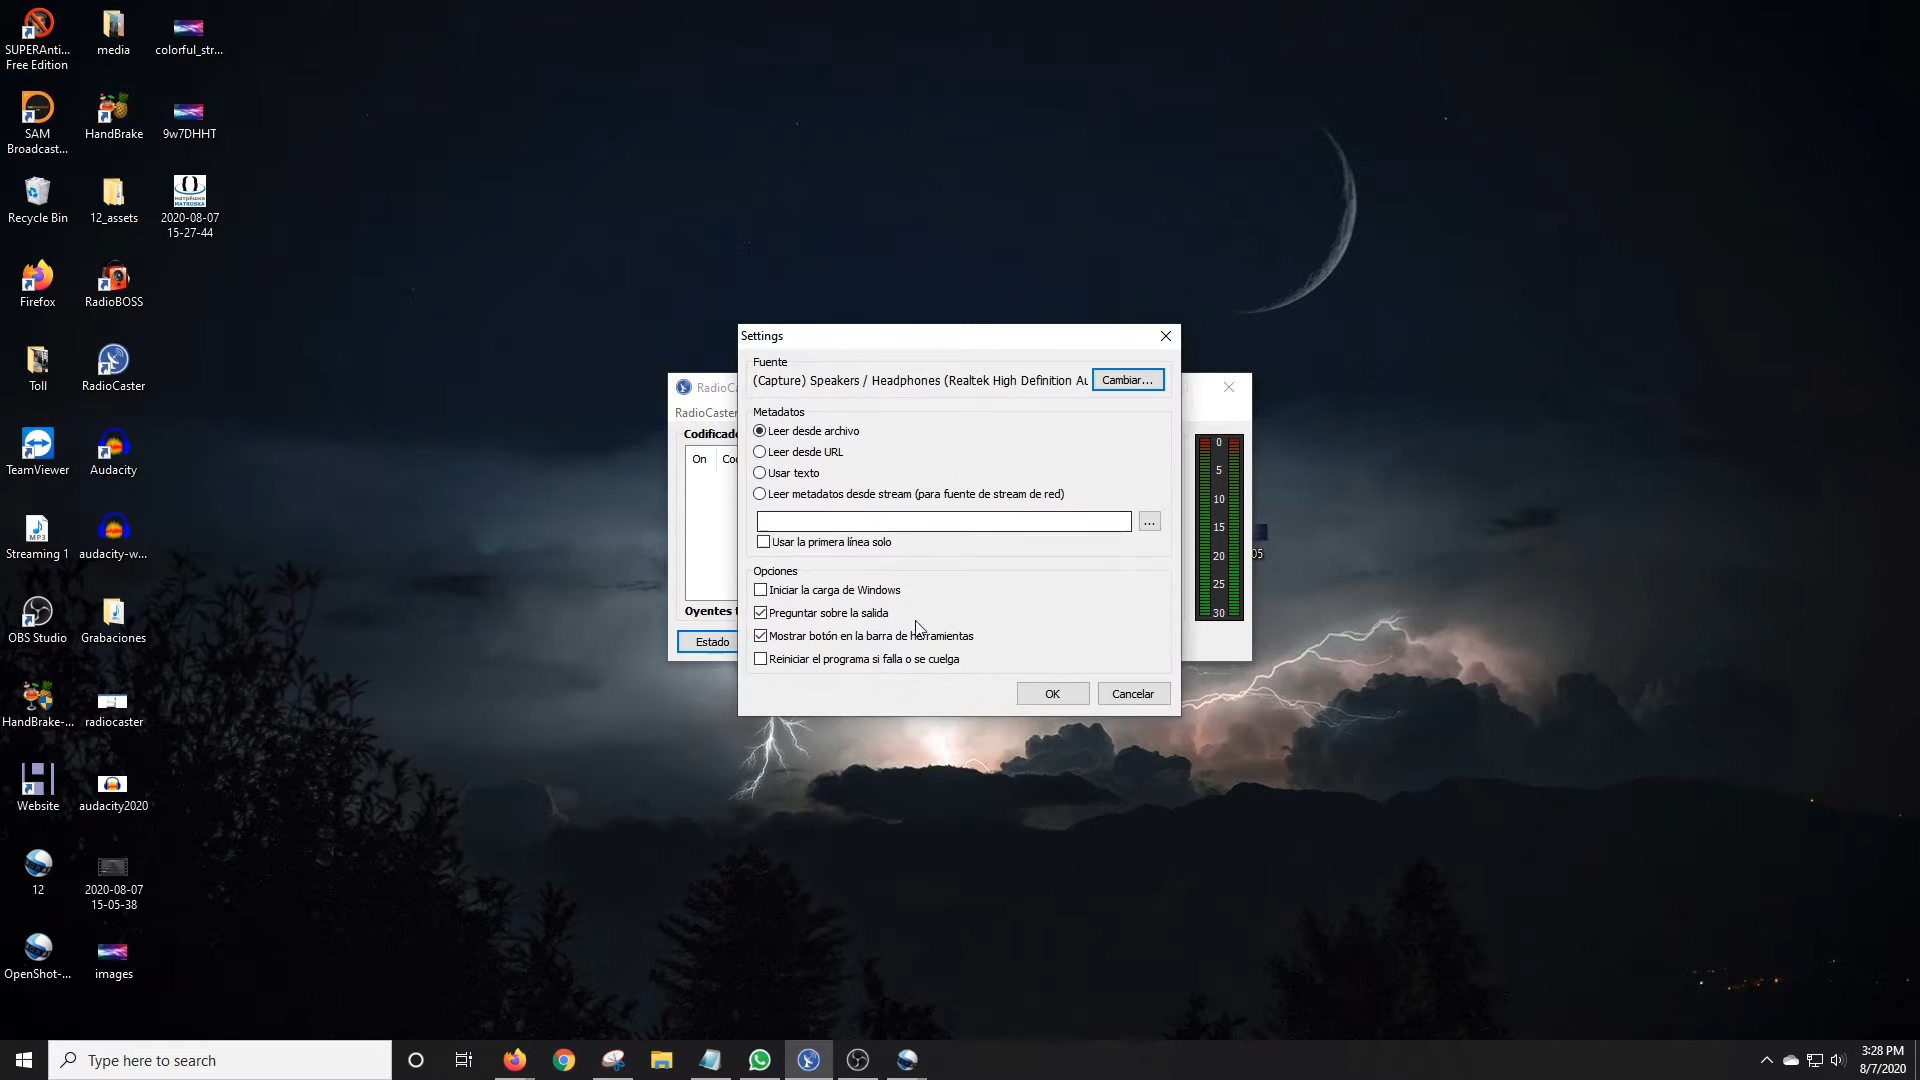 SUPERAnti...
Free Edition
media
colorful_str...
SAM
Broadcast...
HandBrake
9w7DHHT
Recycle Bin
12_assets
матрёшка
MATROSKA
2020-08-07
15-27-44
Firefox
RadioBOSS
Toll
RadioCaster
TeamViewer
Audacity
MP3
Streaming 1
audacity-w...
OBS Studio
Grabaciones
HandBrake-...
radiocaster
Website
audacity2020
12
2020-08-07
15-05-38
OpenShot-...
images
RadioCa
RadioCaster
Codificado
On
Cod
Oyentes t
Estado
0
5
10
15
20
25
30
05
Settings
Fuente
(Capture) Speakers / Headphones (Realtek High Definition Au
Cambiar...
Metadatos
Leer desde archivo
Leer desde URL
Usar texto
Leer metadatos desde stream (para fuente de stream de red)
...
Usar la primera línea solo
Opciones
Iniciar la carga de Windows
Preguntar sobre la salida
Mostrar botón en la barra de herramientas
Reiniciar el programa si falla o se cuelga
OK
Cancelar
Type here to search
3:28 PM
8/7/2020